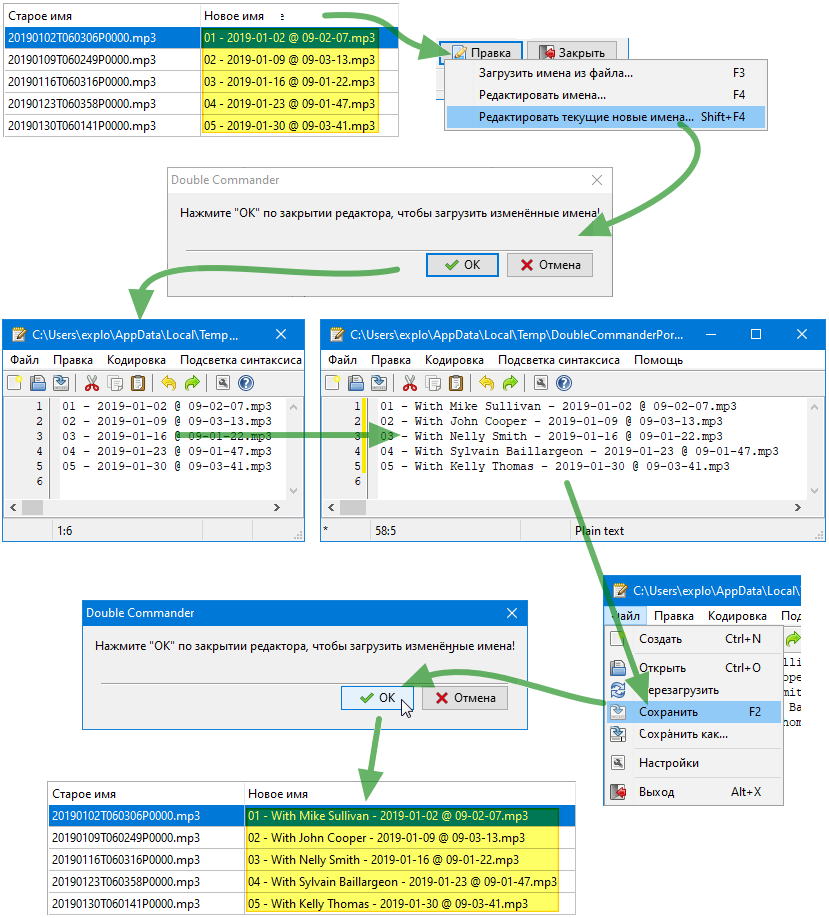 Старое имя Новое имя
20190102T060306P0000.mp3 01 - 2019-01-02 @ 09-02-07.mp3
20190109T060249P0000.mp3 02 - 2019-01-09 @ 09-03-13.mp3
20190116T060316P0000.mp3 03 - 2019-01-16 @ 09-01-22.mp3
20190123T060358P0000.mp3 04 - 2019-01-23 @ 09-01-47.mp3
20190130T060141P0000.mp3 05 - 2019-01-30 @ 09-03-41.mp3
Правка Закрыть
Загрузить имена из файла... F3
Редактировать имена... F4
Редактировать текущие новые имена... Shift+F4
Double Commander
Нажмите "ОК" по закрытии редактора, чтобы загрузить изменённые имена!
ОК Отмена
C:\Users\explo\AppData\Local\Temp...
Файл Правка Кодировка Подсветка синтаксиса
1 01 - 2019-01-02 @ 09-02-07.mp3
2 02 - 2019-01-09 @ 09-03-13.mp3
3 03 - 2019-01-16 @ 09-01-22.mp3
4 04 - 2019-01-23 @ 09-01-47.mp3
5 05 - 2019-01-30 @ 09-03-41.mp3
6
1:6
C:\Users\explo\AppData\Local\Temp\DoubleCommanderPor...
Файл Правка Кодировка Подсветка синтаксиса Помощь
1 01 - With Mike Sullivan - 2019-01-02 @ 09-02-07.mp3
2 02 - With John Cooper - 2019-01-09 @ 09-03-13.mp3
3 03 - With Nelly Smith - 2019-01-16 @ 09-01-22.mp3
4 04 - With Sylvain Baillargeon - 2019-01-23 @ 09-01-47.mp3
5 05 - With Kelly Thomas - 2019-01-30 @ 09-03-41.mp3
6
* 58:5 Plain text
C:\Users\explo\AppData\Local\
Файл Правка Кодировка Под
Создать Ctrl+N
Открыть Ctrl+O
Перезагрузить
Сохранить F2
Сохранить как...
Настройки
Выход Alt+X
Double Commander
Нажмите "ОК" по закрытии редактора, чтобы загрузить изменённые имена!
ОК Отмена
Старое имя Новое имя
20190102T060306P0000.mp3 01 - With Mike Sullivan - 2019-01-02 @ 09-02-07.mp3
20190109T060249P0000.mp3 02 - With John Cooper - 2019-01-09 @ 09-03-13.mp3
20190116T060316P0000.mp3 03 - With Nelly Smith - 2019-01-16 @ 09-01-22.mp3
20190123T060358P0000.mp3 04 - With Sylvain Baillargeon - 2019-01-23 @ 09-01-47.mp3
20190130T060141P0000.mp3 05 - With Kelly Thomas - 2019-01-30 @ 09-03-41.mp3